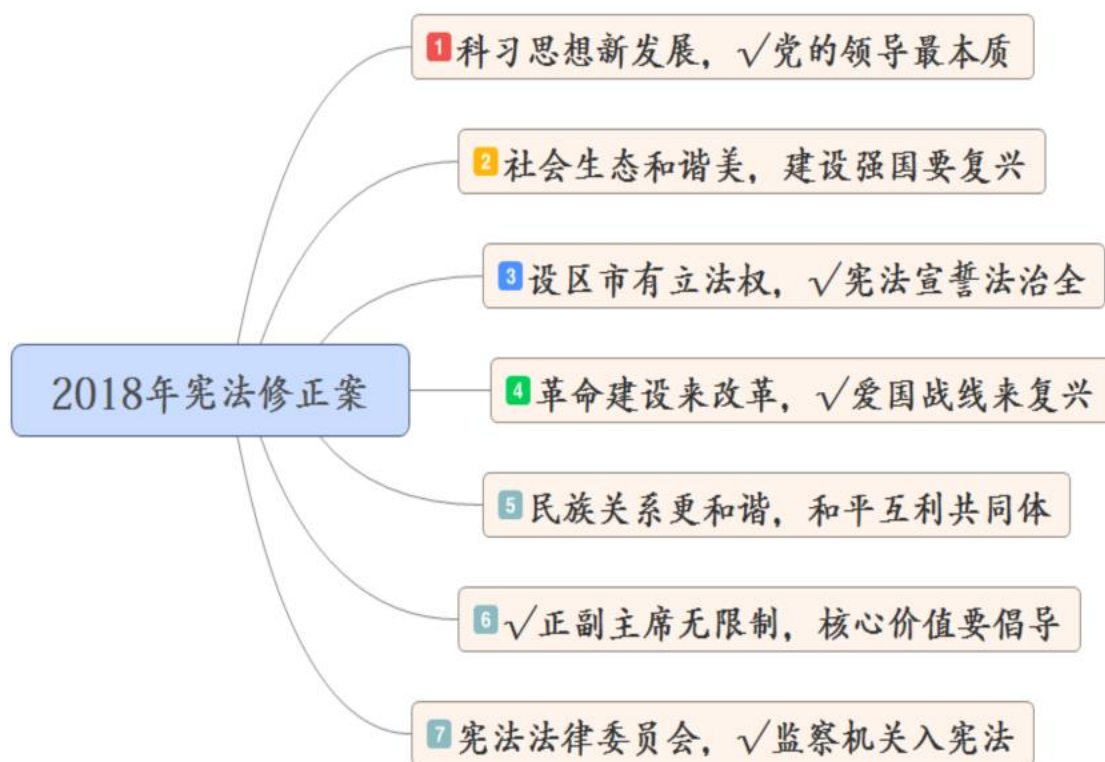 1 科习思想新发展，√党的领导最本质
2 社会生态和谐美，建设强国要复兴
3 设区市有立法权，√宪法宣誓法治全
2018年宪法修正案
4 革命建设来改革，√爱国战线来复兴
5 民族关系更和谐，和平互利共同体
6 √正副主席无限制，核心价值要倡导
7 宪法法律委员会，√监察机关入宪法